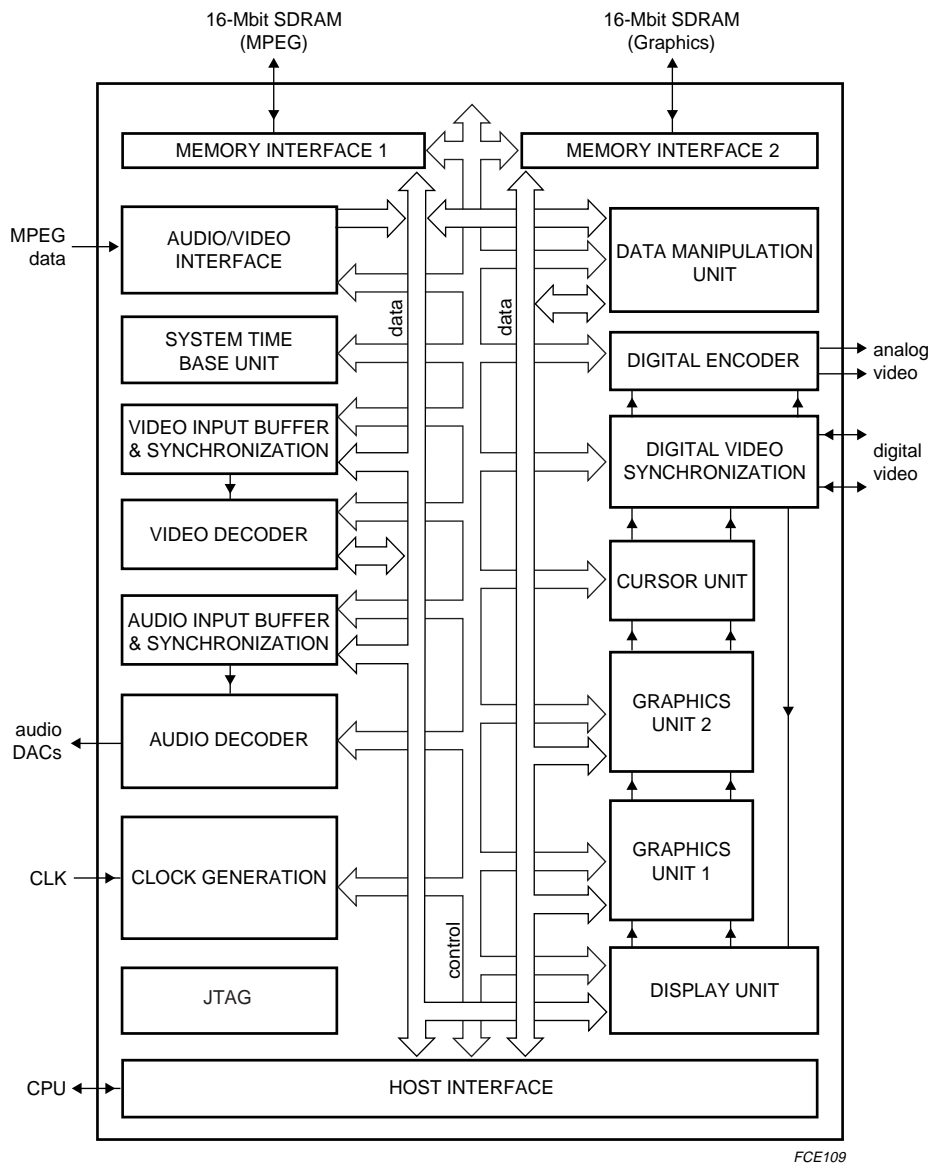 16-Mbit SDRAM
(MPEG)
16-Mbit SDRAM
(Graphics)
MEMORY INTERFACE 1
MEMORY INTERFACE 2
MPEG
data
AUDIO/VIDEO
INTERFACE
DATA MANIPULATION
UNIT
data
data
SYSTEM TIME
BASE UNIT
DIGITAL ENCODER
analog
video
VIDEO INPUT BUFFER
& SYNCHRONIZATION
DIGITAL VIDEO
SYNCHRONIZATION
digital
video
VIDEO DECODER
CURSOR UNIT
AUDIO INPUT BUFFER
& SYNCHRONIZATION
GRAPHICS
UNIT 2
audio
DACs
AUDIO DECODER
GRAPHICS
UNIT 1
CLK
CLOCK GENERATION
control
JTAG
DISPLAY UNIT
CPU
HOST INTERFACE
FCE109